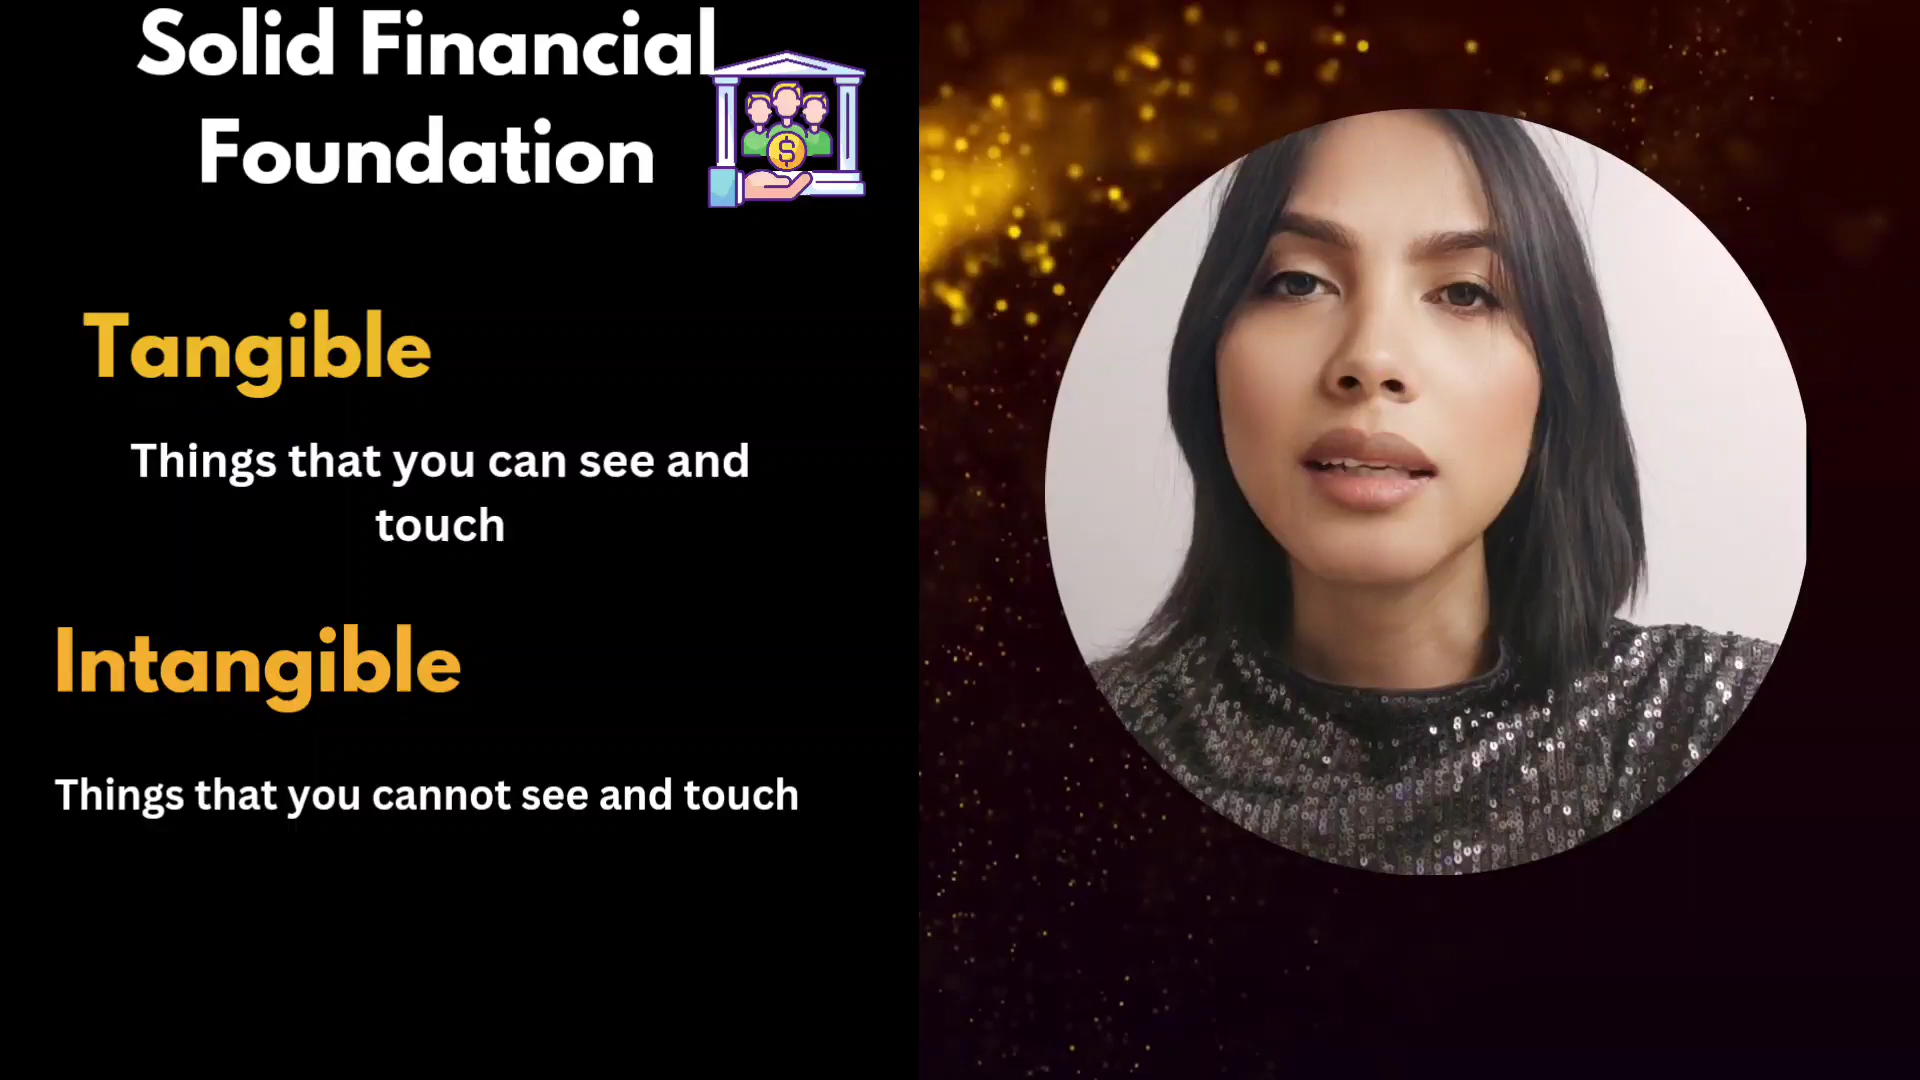 Solid Financial
Foundation
$
Tangible
Things that you can see and
touch
Intangible
Things that you cannot see and touch